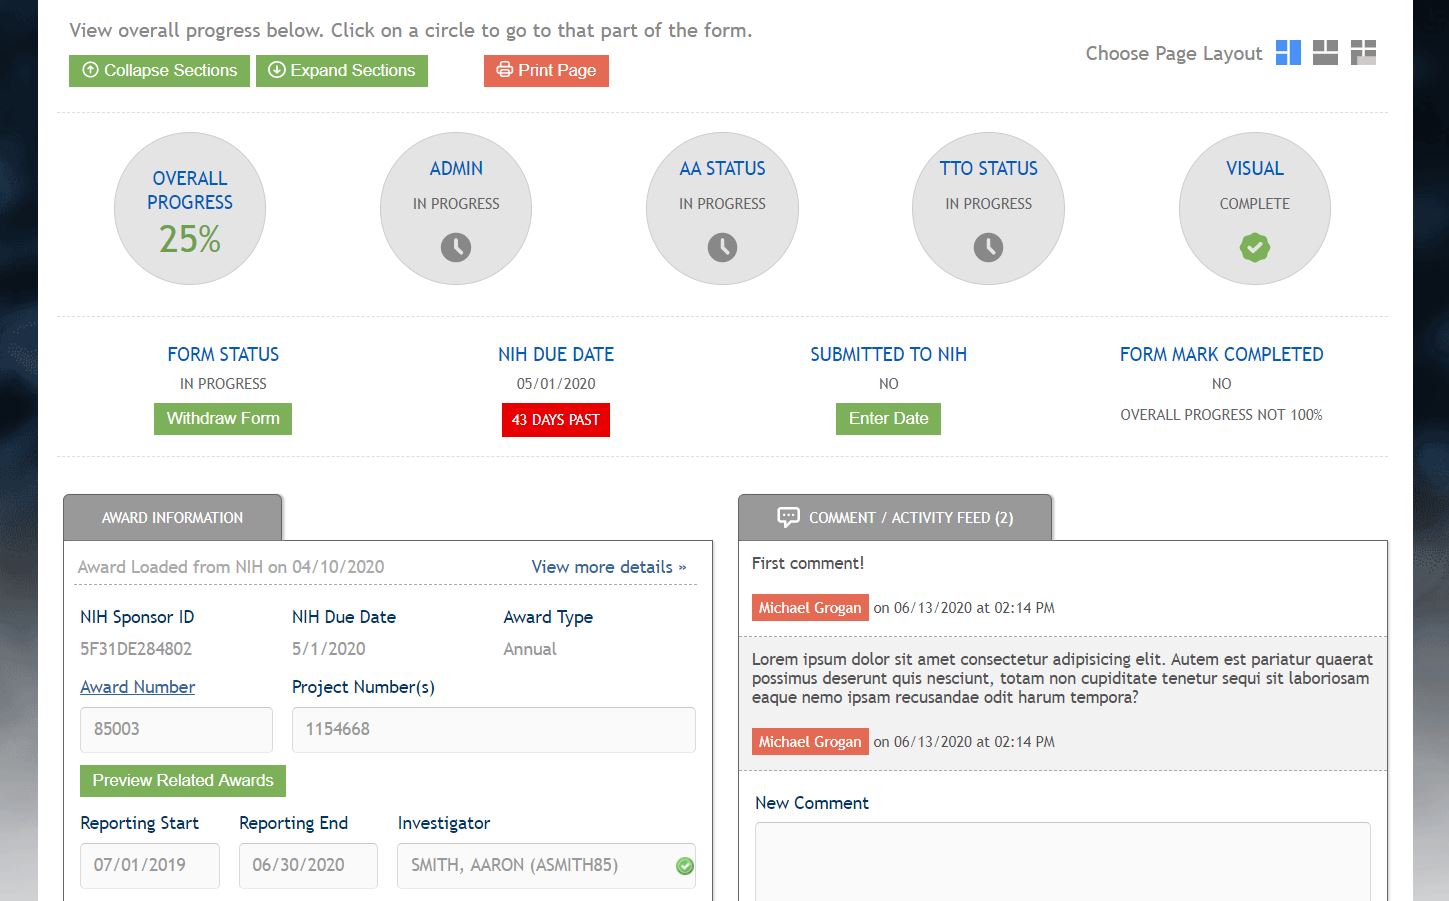 View overall progress below. Click on a circle to go to that part of the form.
Collapse Sections
Expand Sections
Print Page
Choose Page Layout
OVERALL
PROGRESS
25%
ADMIN
IN PROGRESS
AA STATUS
IN PROGRESS
TTO STATUS
IN PROGRESS
VISUAL
COMPLETE
FORM STATUS
IN PROGRESS
Withdraw Form
NIH DUE DATE
05/01/2020
43 DAYS PAST
SUBMITTED TO NIH
NO
Enter Date
FORM MARK COMPLETED
NO
OVERALL PROGRESS NOT 100%
AWARD INFORMATION
Award Loaded from NIH on 04/10/2020
View more details »
NIH Sponsor ID
5F31DE284802
NIH Due Date
5/1/2020
Award Type
Annual
Award Number
85003
Project Number(s)
1154668
Preview Related Awards
Reporting Start
07/01/2019
Reporting End
06/30/2020
Investigator
SMITH, AARON (ASMITH85)
COMMENT / ACTIVITY FEED (2)
First comment!
Michael Grogan on 06/13/2020 at 02:14 PM
Lorem ipsum dolor sit amet consectetur adipisicing elit. Autem est pariatur quaerat
possimus deserunt quis nesciunt, totam non cupiditate tenetur sequi sit laboriosam
eaque nemo ipsam recusandae odit harum tempora?
Michael Grogan on 06/13/2020 at 02:14 PM
New Comment